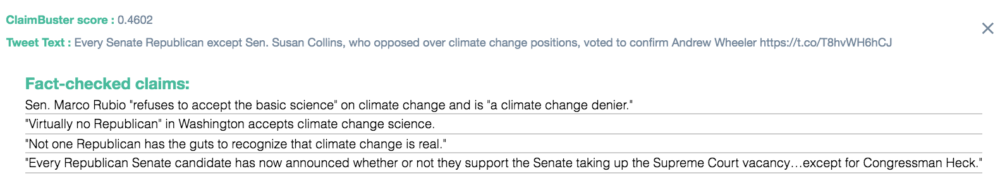 ClaimBuster score : 0.4602
Tweet Text : Every Senate Republican except Sen. Susan Collins, who opposed over climate change positions, voted to confirm Andrew Wheeler https://t.co/T8hvWH6hCJ
Fact-checked claims:
Sen. Marco Rubio "refuses to accept the basic science" on climate change and is "a climate change denier."
"Virtually no Republican" in Washington accepts climate change science.
"Not one Republican has the guts to recognize that climate change is real."
"Every Republican Senate candidate has now announced whether or not they support the Senate taking up the Supreme Court vacancy…except for Congressman Heck."